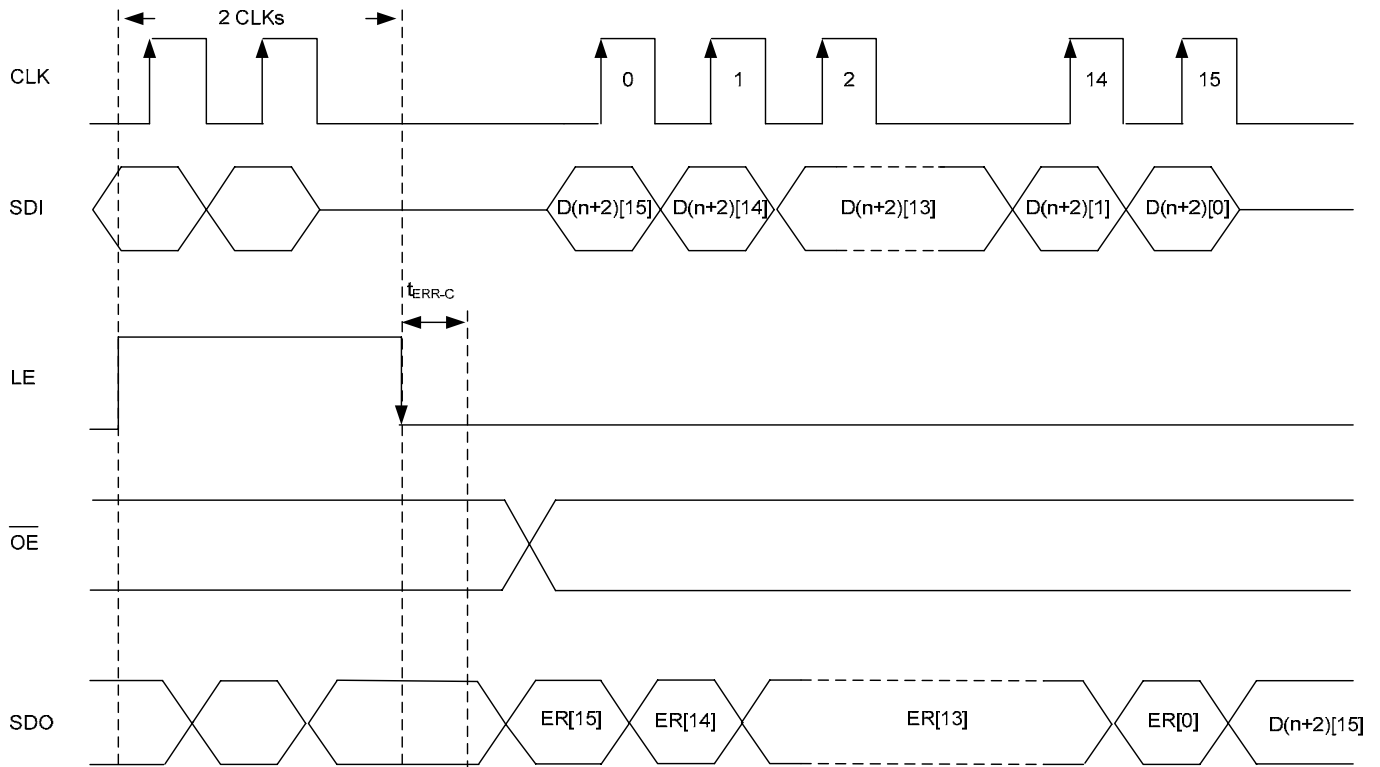 2 CLKs
CLK
0 1 2 14 15
SDI
D(n+2)[15] D(n+2)[14] D(n+2)[13] D(n+2)[1] D(n+2)[0]
tERR-C
LE
OE
SDO
ER[15] ER[14] ER[13] ER[0] D(n+2)[15]